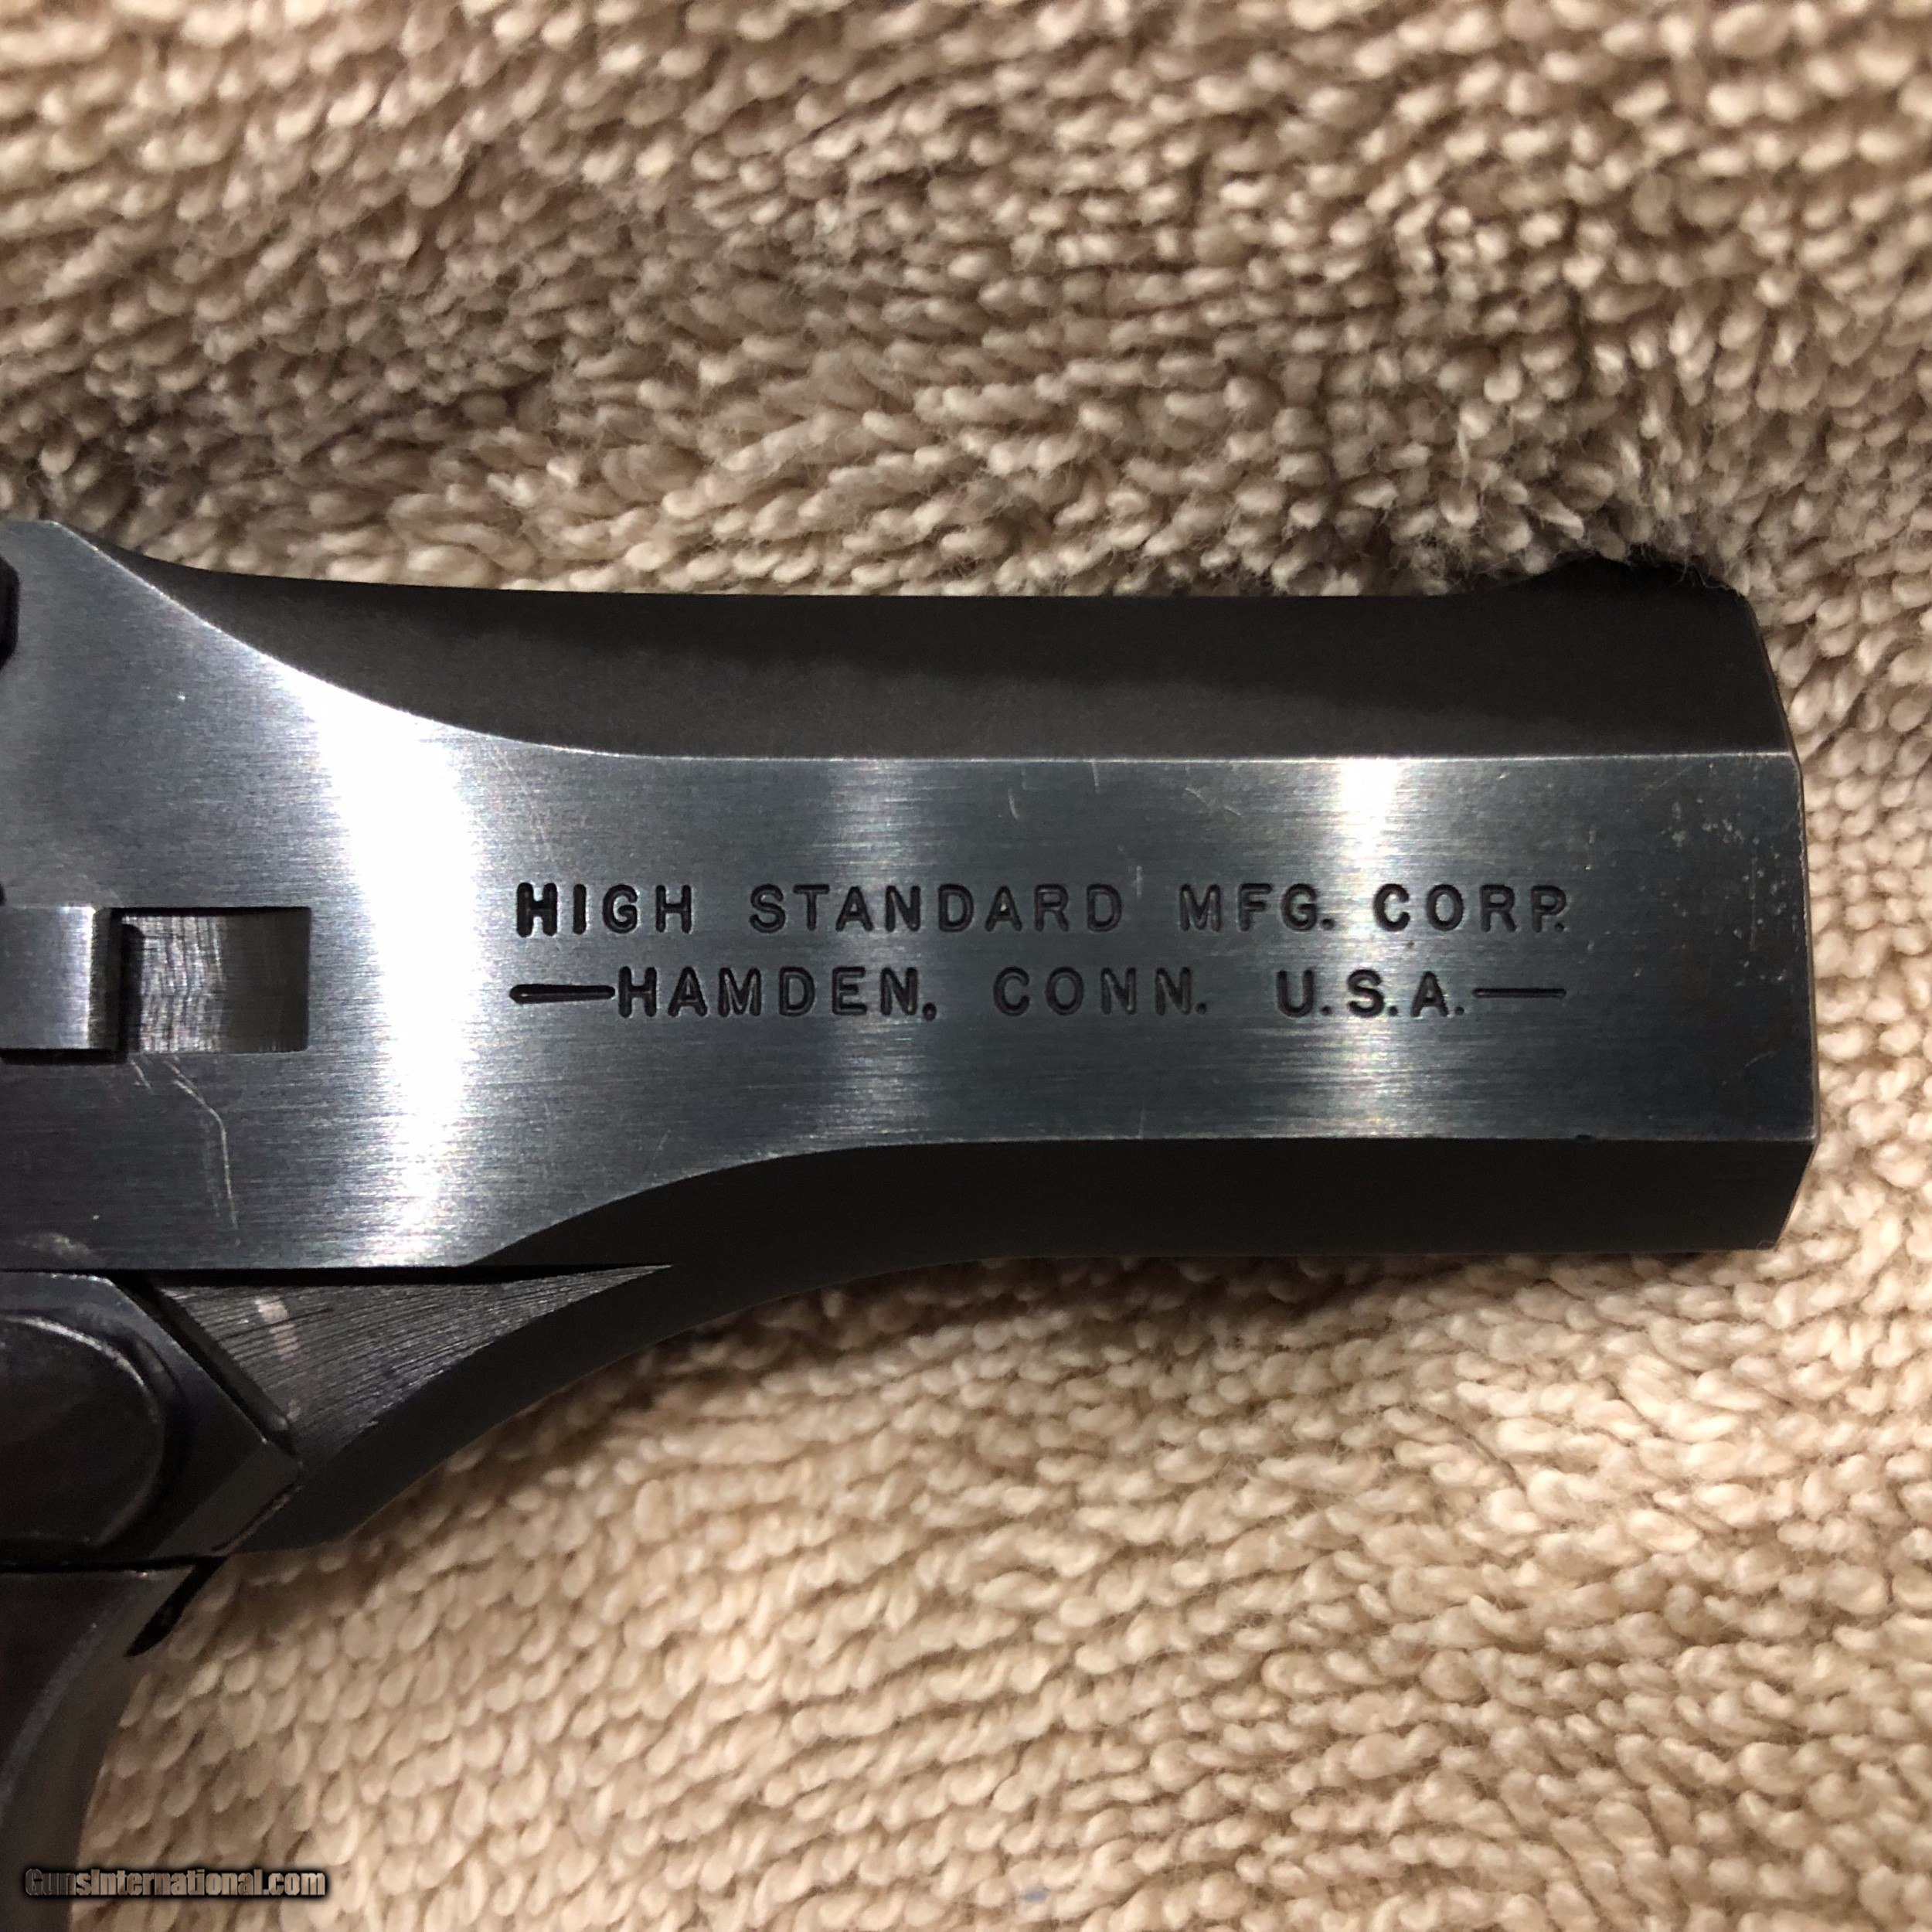 HIGH STANDARD MFG. CORP.
—HAMDEN, CONN. U.S.A.—
GunsInternational.com